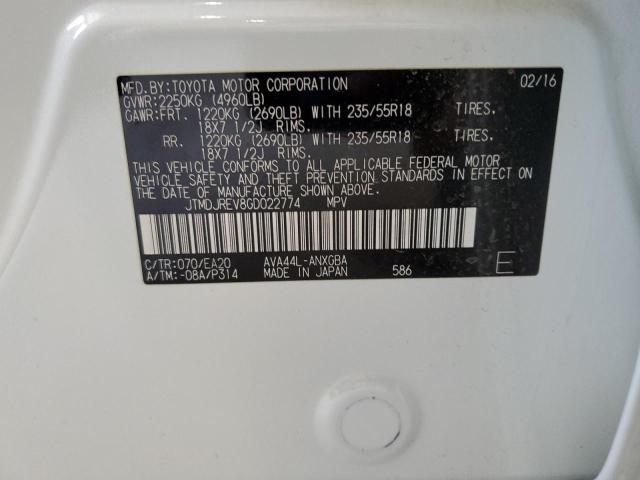 MFD.BY:TOYOTA MOTOR CORPORATION 02/16
GVWR:2250KG (4960LB)
GAWR:FRT. 1220KG (2690LB) WITH 235/55R18 TIRES.
18X7 1/2J RIMS.
RR. 1220KG (2690LB) WITH 235/55R18 TIRES.
18X7 1/2J RIMS.
THIS VEHICLE CONFORMS TO ALL APPLICABLE FEDERAL MOTOR
VEHICLE SAFETY AND THEFT PREVENTION STANDARDS IN EFFECT ON
THE DATE OF MANUFACTURE SHOWN ABOVE.
JTMDJREV8GD022774 MPV
C/TR:070/EA20 AVA44L-ANXGBA
A/TM:-08A/P314 MADE IN JAPAN 586 E